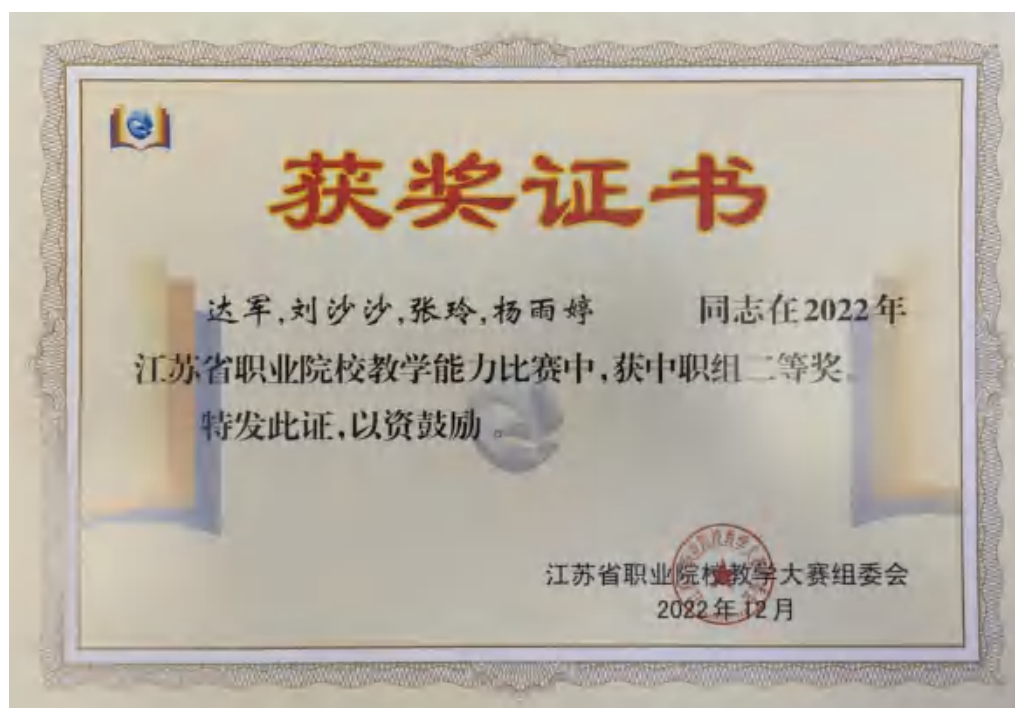 获奖证书
达军,刘沙沙,张玲,杨雨婷 同志在2022年
江苏省职业院校教学能力比赛中,获中职组二等奖。
特发此证,以资鼓励。
江苏省职业院校教学大赛组委会
2022年12月